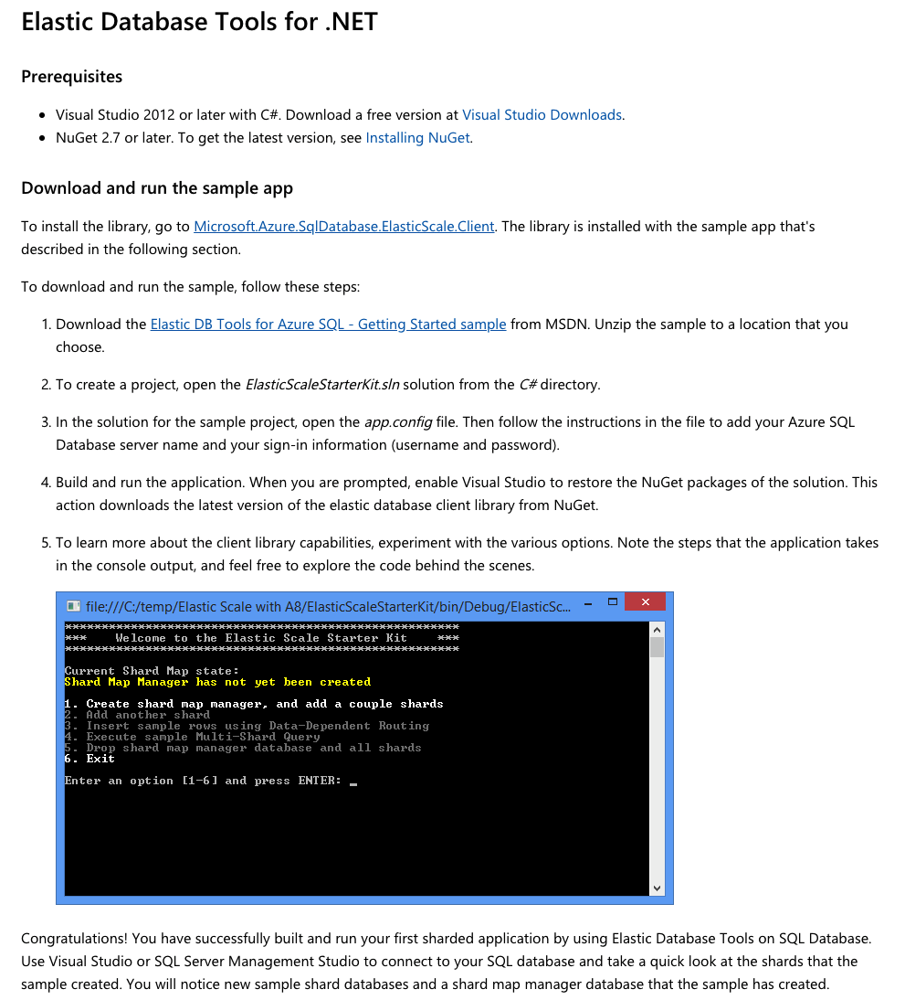 Elastic Database Tools for .NET
Prerequisites
• Visual Studio 2012 or later with C#. Download a free version at Visual Studio Downloads.
• NuGet 2.7 or later. To get the latest version, see Installing NuGet.
Download and run the sample app
To install the library, go to Microsoft.Azure.SqlDatabase.ElasticScale.Client. The library is installed with the sample app that's
described in the following section.
To download and run the sample, follow these steps:
1. Download the Elastic DB Tools for Azure SQL - Getting Started sample from MSDN. Unzip the sample to a location that you
choose.
2. To create a project, open the ElasticScaleStarterKit.sln solution from the C# directory.
3. In the solution for the sample project, open the app.config file. Then follow the instructions in the file to add your Azure SQL
Database server name and your sign-in information (username and password).
4. Build and run the application. When you are prompted, enable Visual Studio to restore the NuGet packages of the solution. This
action downloads the latest version of the elastic database client library from NuGet.
5. To learn more about the client library capabilities, experiment with the various options. Note the steps that the application takes
in the console output, and feel free to explore the code behind the scenes.
file:///C:/temp/Elastic Scale with A8/ElasticScaleStarterKit/bin/Debug/ElasticSc...
******************************************************
*** Welcome to the Elastic Scale Starter Kit ***
******************************************************
Current Shard Map state:
Shard Map Manager has not yet been created
1. Create shard map manager, and add a couple shards
2. Add another shard
3. Insert sample rows using Data-Dependent Routing
4. Execute sample Multi-Shard Query
5. Drop shard map manager database and all shards
6. Exit
Enter an option [1-6] and press ENTER: _
Congratulations! You have successfully built and run your first sharded application by using Elastic Database Tools on SQL Database.
Use Visual Studio or SQL Server Management Studio to connect to your SQL database and take a quick look at the shards that the
sample created. You will notice new sample shard databases and a shard map manager database that the sample has created.